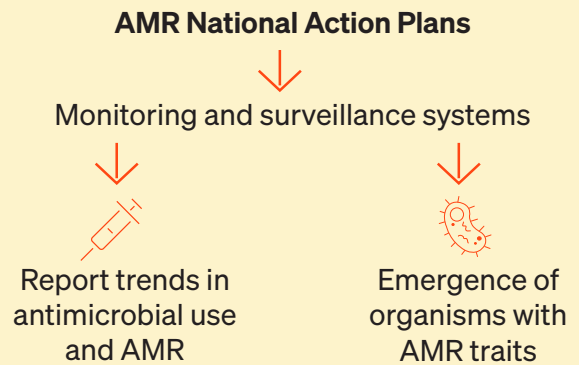 AMR National Action Plans
Monitoring and surveillance systems
Report trends in
antimicrobial use
and AMR
Emergence of
organisms with
AMR traits